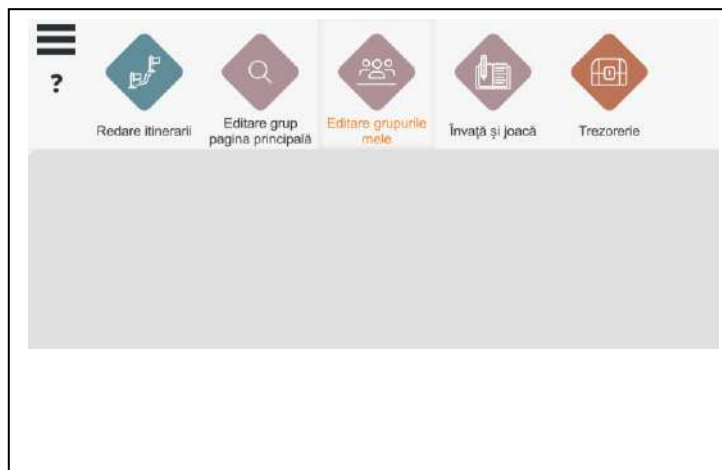 ?
Redare itinerarii
Editare grup
pagina principală
Editare grupurile
mele
Învață și joacă
Trezorerie